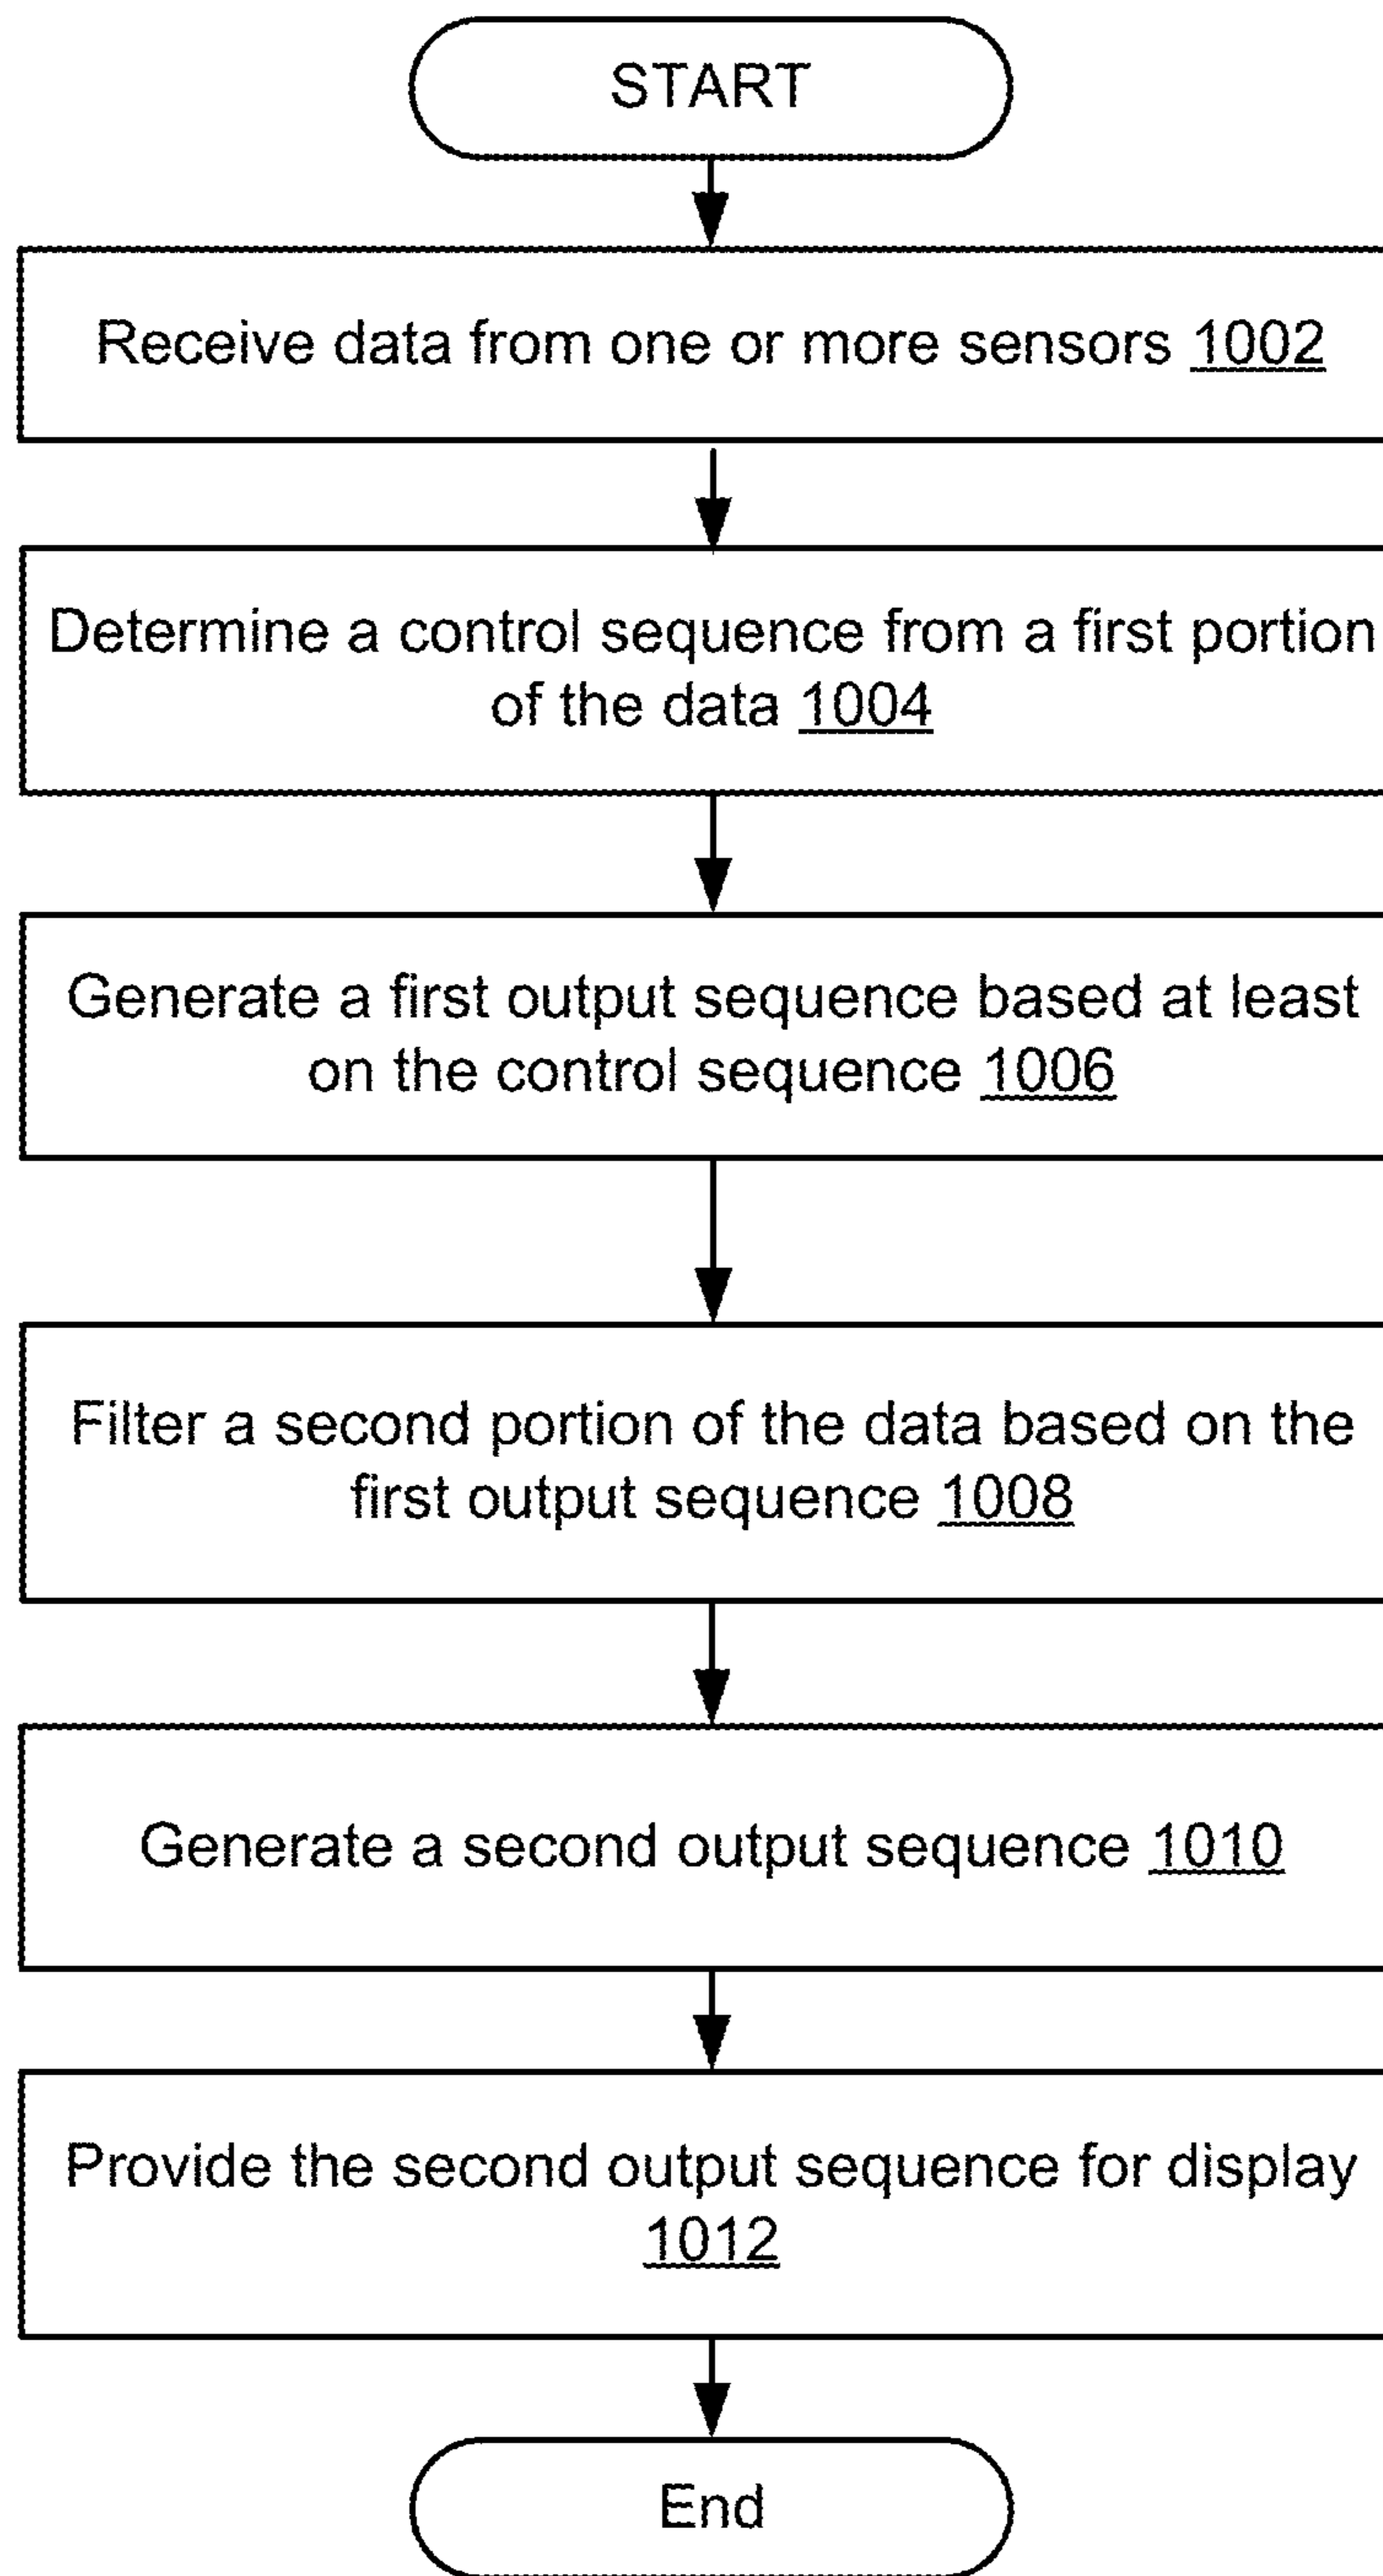 START
Receive data from one or more sensors 1002
Determine a control sequence from a first portion
of the data 1004
Generate a first output sequence based at least
on the control sequence 1006
Filter a second portion of the data based on the
first output sequence 1008
Generate a second output sequence 1010
Provide the second output sequence for display
1012
End